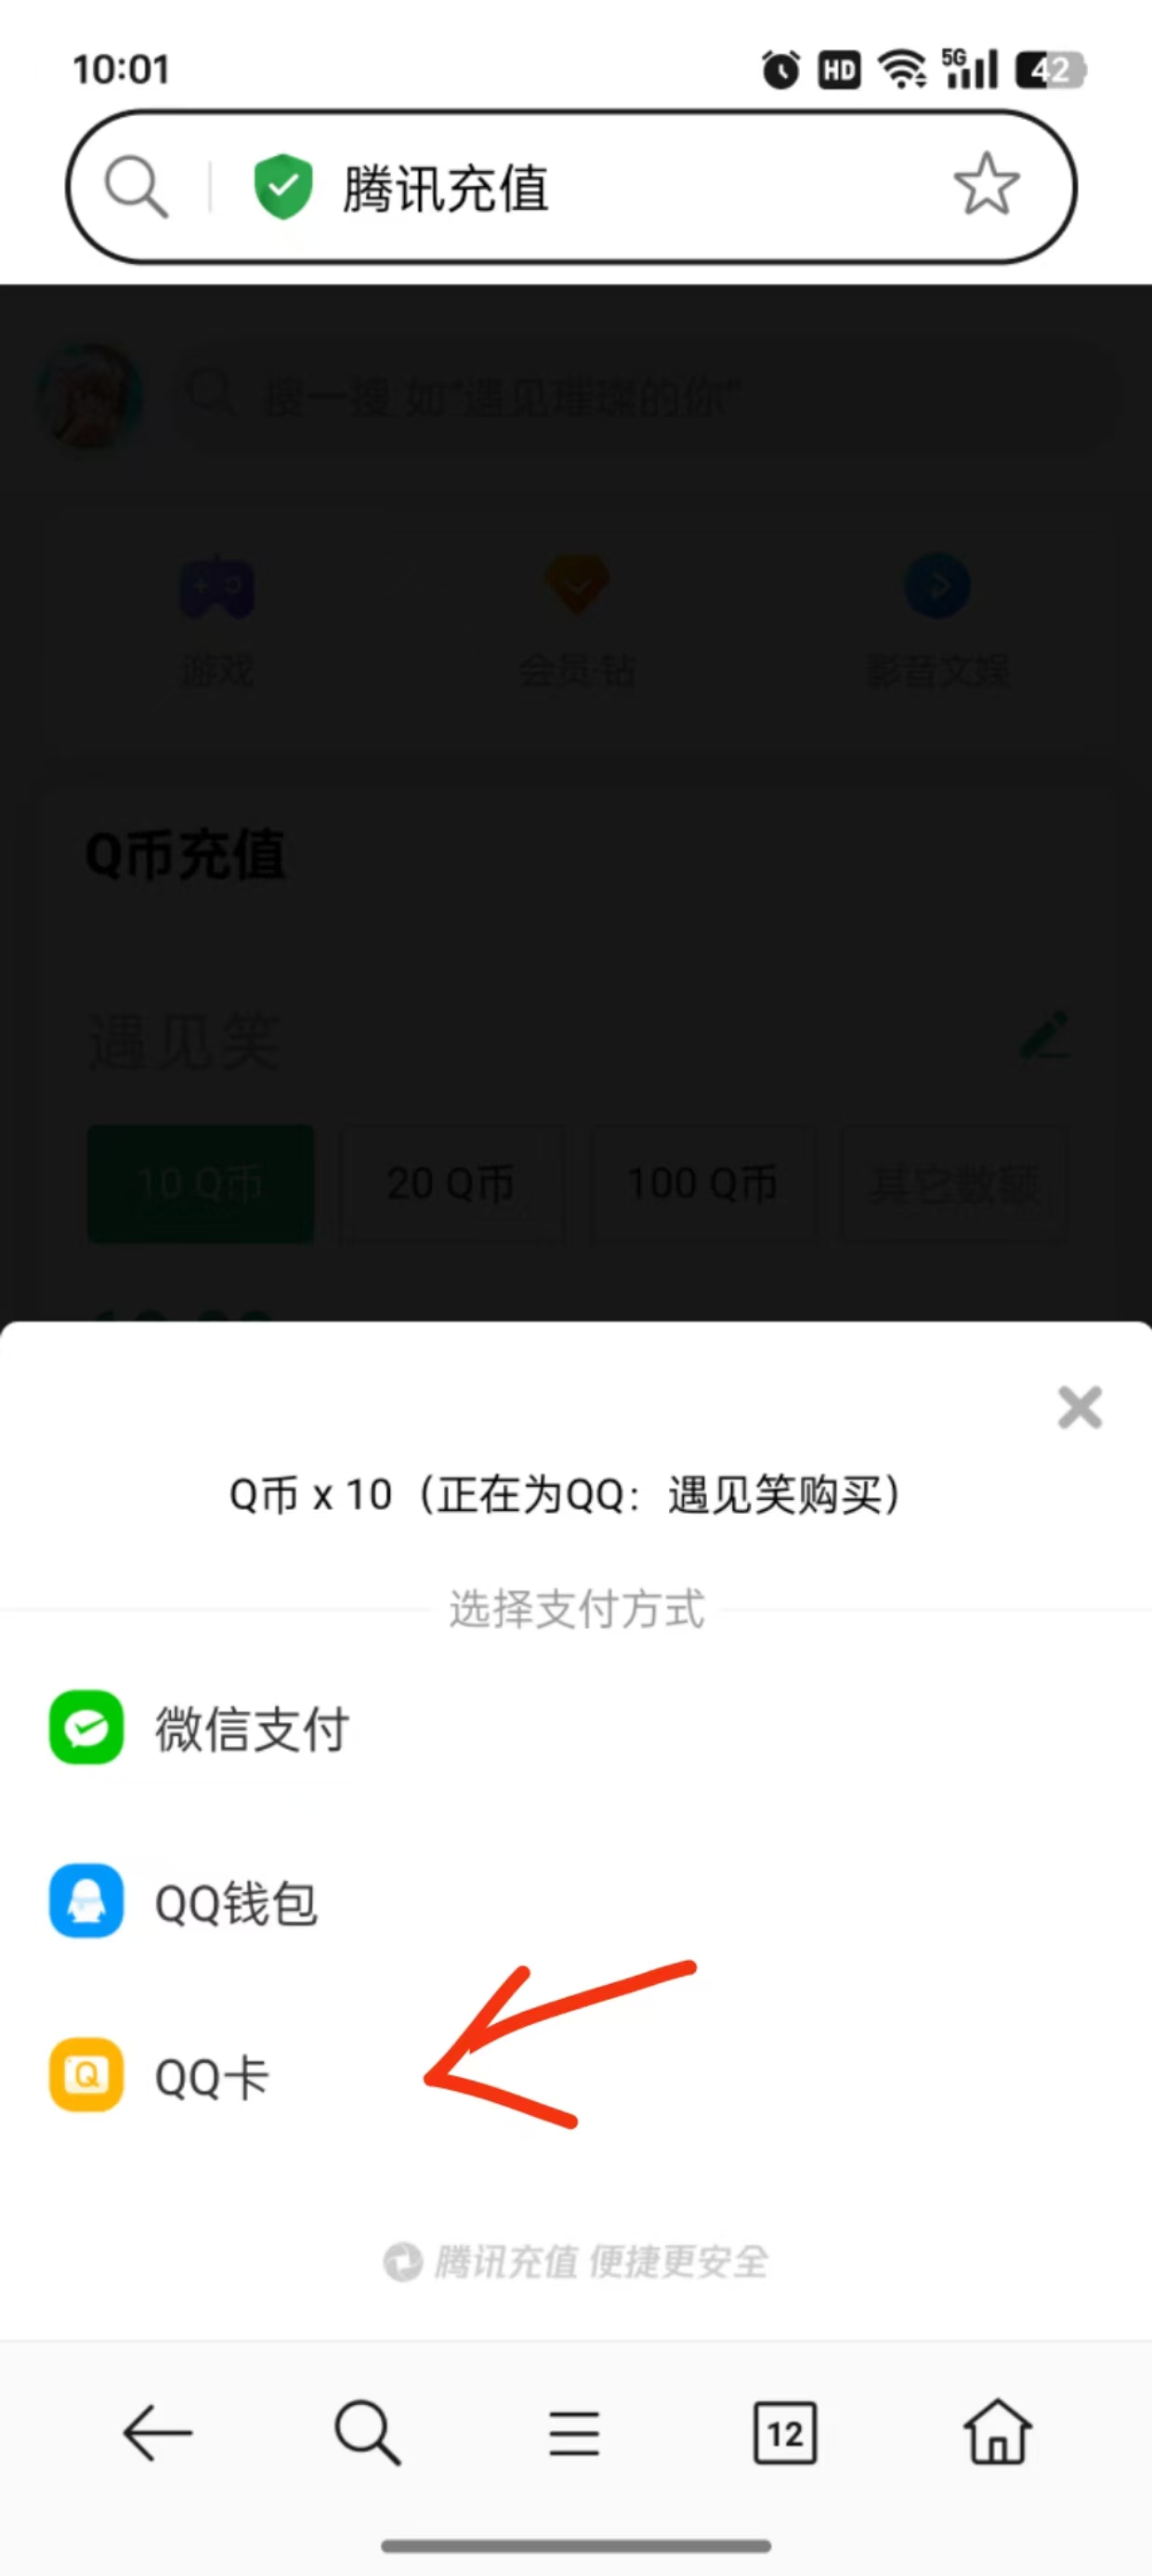 10:01
HD
5G
42
腾讯充值
搜一搜 如“遇见璀璨的你”
游戏
会员·钻
影音文娱
Q币充值
遇见笑
10 Q币
20 Q币
100 Q币
其它数额
Q币 x 10（正在为QQ：遇见笑购买）
选择支付方式
微信支付
QQ钱包
QQ卡
腾讯充值 便捷更安全
12